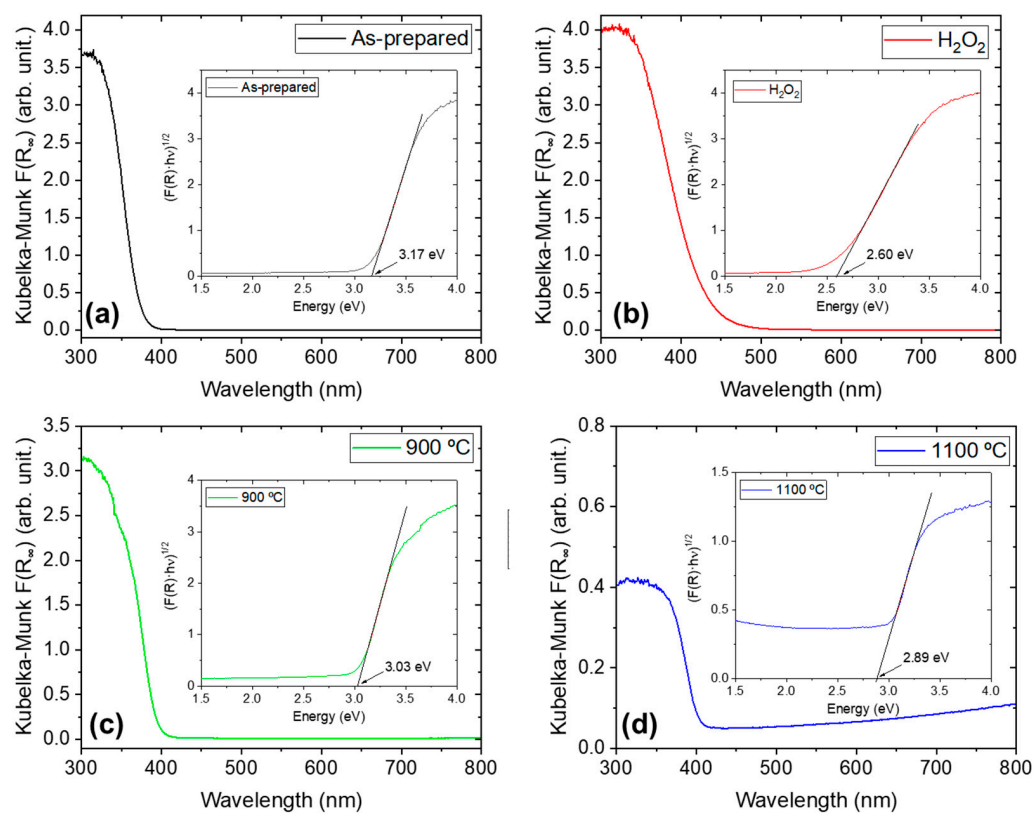 As-prepared
Kubelka-Munk F(R∞) (arb. unit.)
4.0
3.5
3.0
2.5
2.0
1.5
1.0
0.5
0.0
As-prepared
(F(R)·hν)^1/2
4
3
2
1
0
3.17 eV
1.5 2.0 2.5 3.0 3.5 4.0
Energy (eV)
(a)
300 400 500 600 700 800
Wavelength (nm)
H₂O₂
Kubelka-Munk F(R∞) (arb. unit.)
4.0
3.5
3.0
2.5
2.0
1.5
1.0
0.5
0.0
H₂O₂
(F(R)·hν)^1/2
4
3
2
1
0
2.60 eV
1.5 2.0 2.5 3.0 3.5 4.0
Energy (eV)
(b)
300 400 500 600 700 800
Wavelength (nm)
900 ºC
Kubelka-Munk F(R∞) (arb. unit.)
3.5
3.0
2.5
2.0
1.5
1.0
0.5
0.0
900 ºC
(F(R)·hν)^1/2
4
3
2
1
0
3.03 eV
1.5 2.0 2.5 3.0 3.5 4.0
Energy (eV)
(c)
300 400 500 600 700 800
Wavelength (nm)
1100 ºC
Kubelka-Munk F(R∞) (arb. unit.)
0.8
0.6
0.4
0.2
0.0
1100 ºC
(F(R)·hν)^1/2
1.5
1.0
0.5
0.0
2.89 eV
1.5 2.0 2.5 3.0 3.5 4.0
Energy (eV)
(d)
300 400 500 600 700 800
Wavelength (nm)